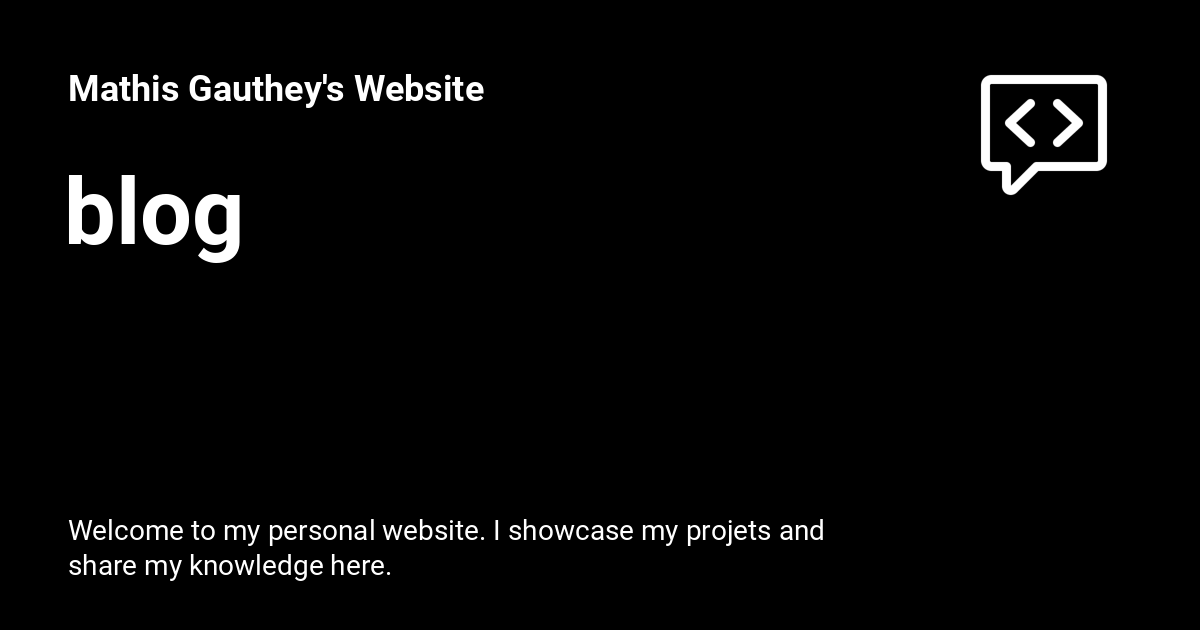 Mathis Gauthey's Website
blog
Welcome to my personal website. I showcase my projets and
share my knowledge here.